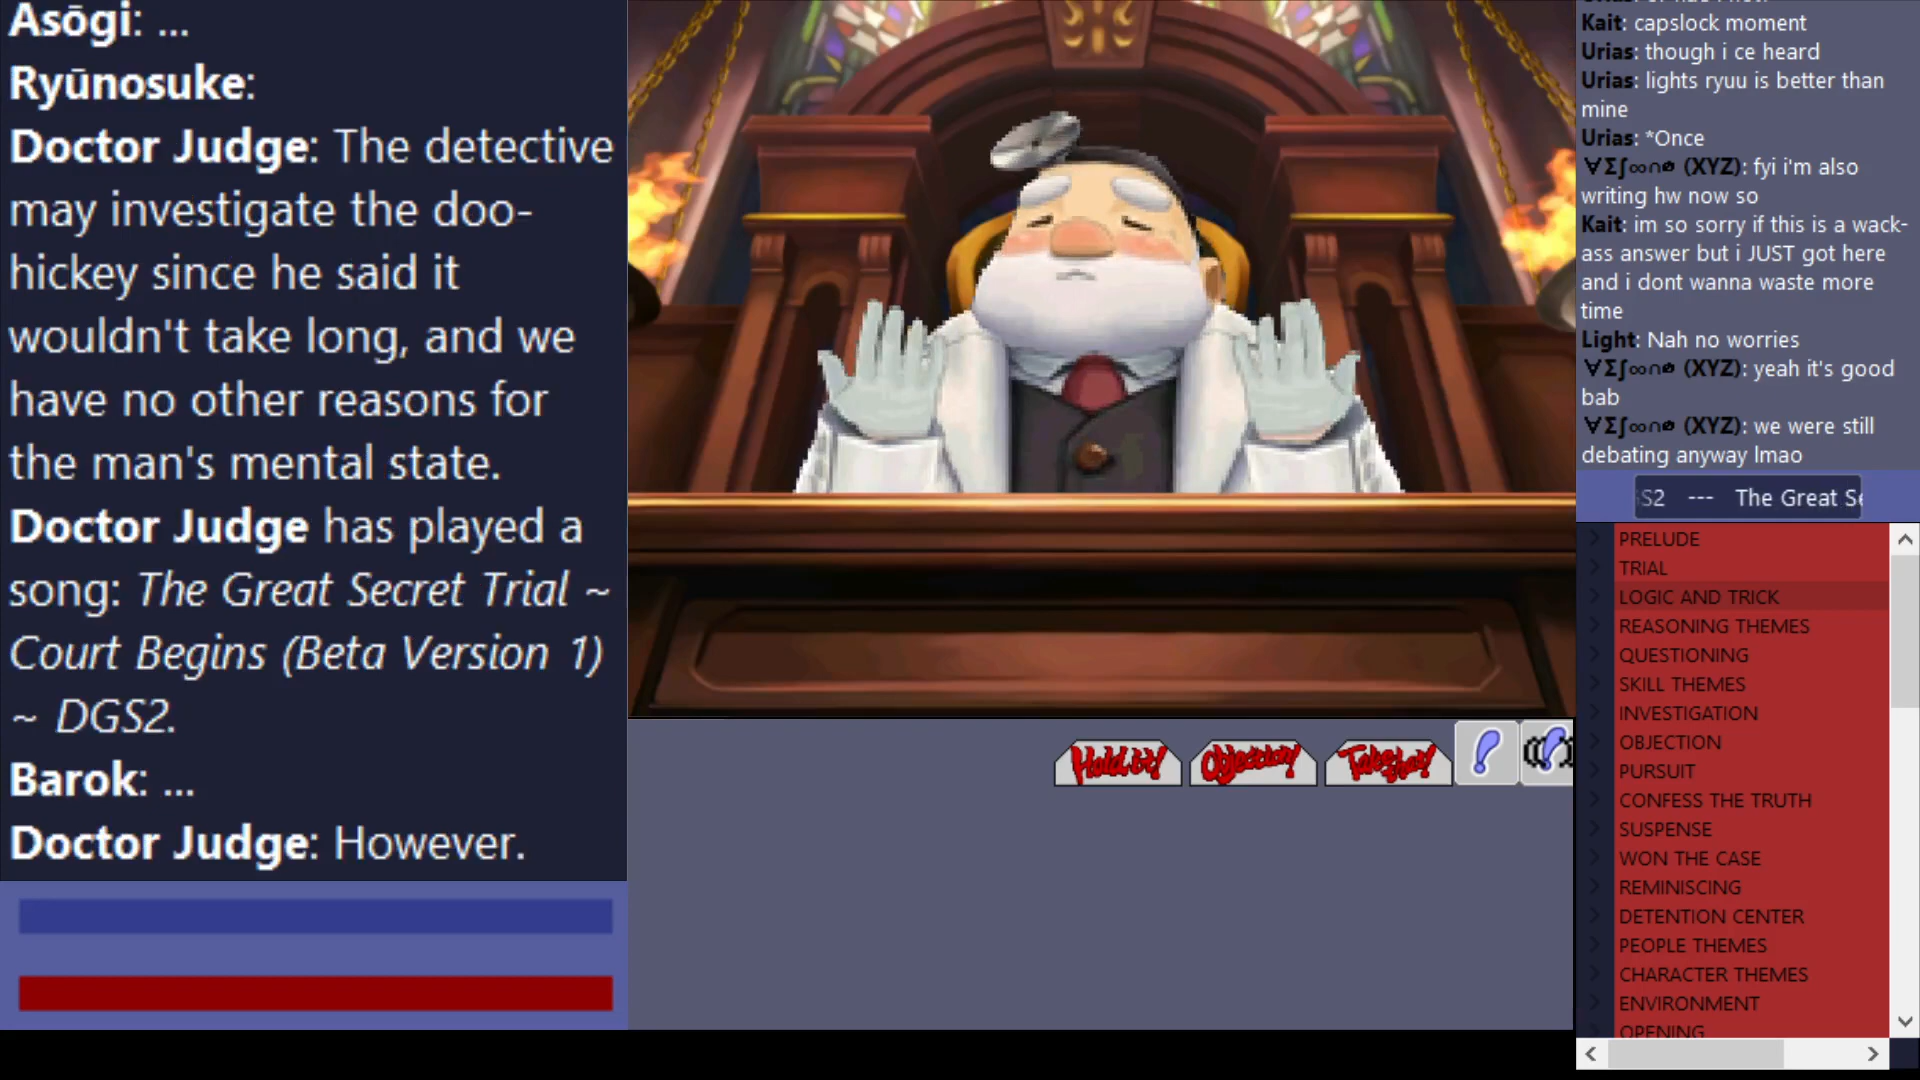 Asōgi: ...
Ryūnosuke:
Doctor Judge: The detective
may investigate the doo-
hickey since he said it
wouldn't take long, and we
have no other reasons for
the man's mental state.
Doctor Judge has played a
song: The Great Secret Trial ~
Court Begins (Beta Version 1)
~ DGS2.
Barok: ...
Doctor Judge: However.
Hold it!
Objection!
Take that!
Kait: capslock moment
Urias: though i ce heard
Urias: lights ryuu is better than
mine
Urias: *Once
∀Σ∫∞∩ø (XYZ): fyi i'm also
writing hw now so
Kait: im so sorry if this is a wack-
ass answer but i JUST got here
and i dont wanna waste more
time
Light: Nah no worries
∀Σ∫∞∩ø (XYZ): yeah it's good
bab
∀Σ∫∞∩ø (XYZ): we were still
debating anyway lmao
GS2 --- The Great Se
PRELUDE
TRIAL
LOGIC AND TRICK
REASONING THEMES
QUESTIONING
SKILL THEMES
INVESTIGATION
OBJECTION
PURSUIT
CONFESS THE TRUTH
SUSPENSE
WON THE CASE
REMINISCING
DETENTION CENTER
PEOPLE THEMES
CHARACTER THEMES
ENVIRONMENT
OPENING